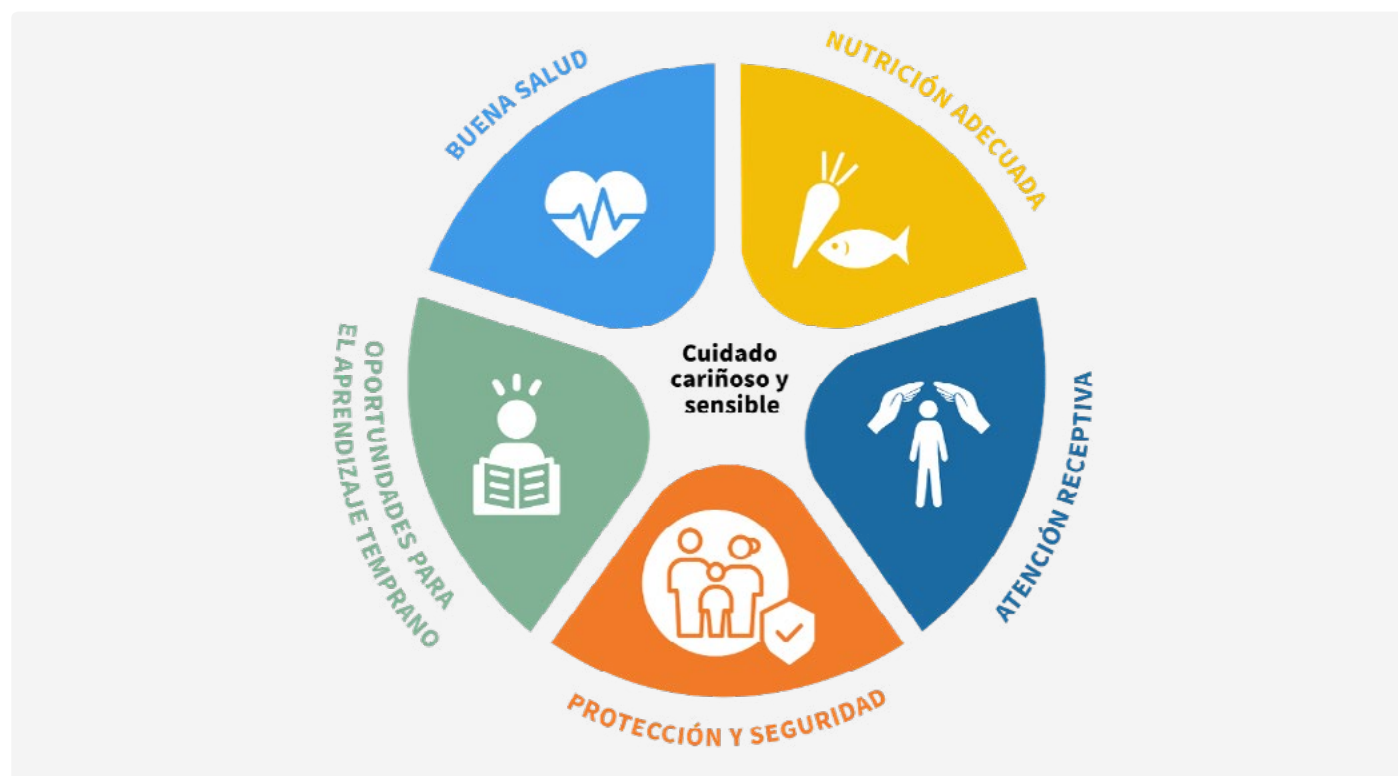 BUENA SALUD
NUTRICIÓN ADECUADA
Cuidado
cariñoso y
sensible
OPORTUNIDADES PARA
EL APRENDIZAJE TEMPRANO
ATENCIÓN RECEPTIVA
PROTECCIÓN Y SEGURIDAD